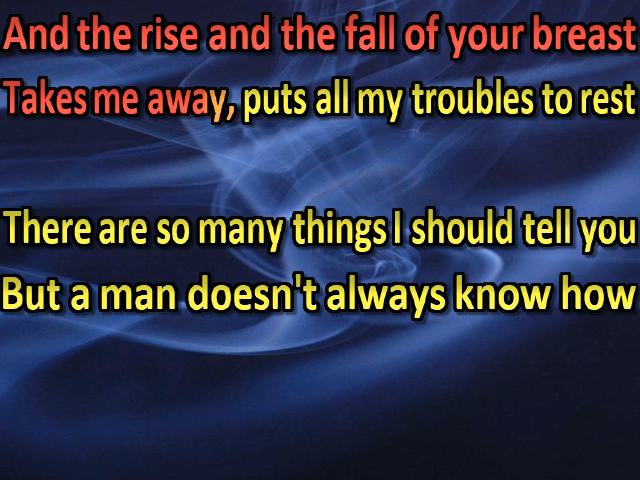 And the rise and the fall of your breast
Takes me away, puts all my troubles to rest
There are so many things I should tell you
But a man doesn't always know how